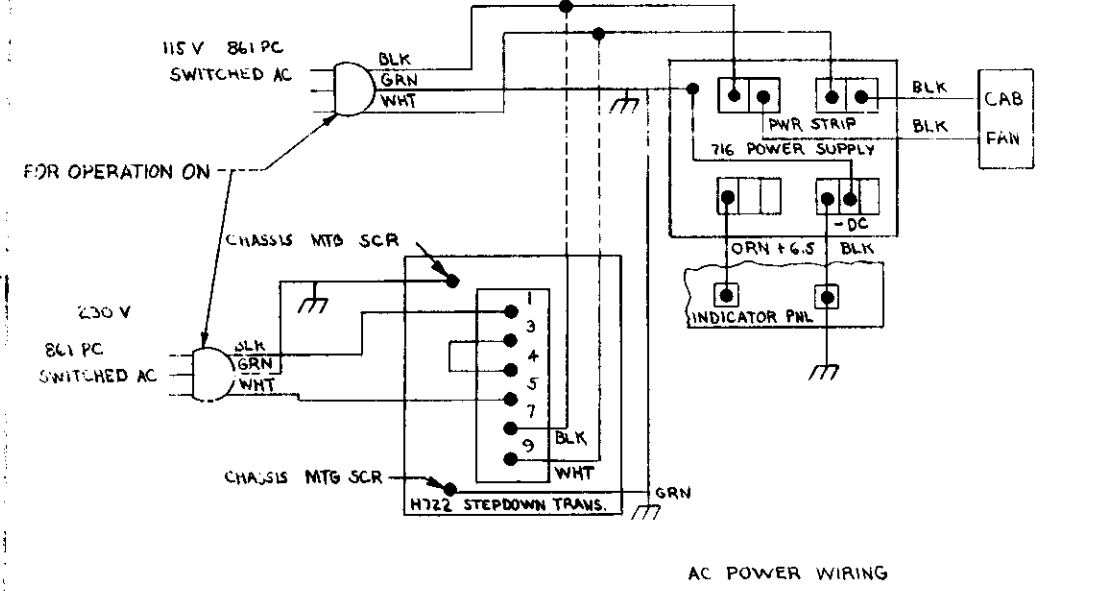 115 V 861 PC
SWITCHED AC
BLK
GRN
WHT
FOR OPERATION ON
PWR STRIP
716 POWER SUPPLY
BLK
BLK
CAB
FAN
- DC
ORN + 6.5 BLK
INDICATOR PNL
CHASSIS MTG SCR
230 V
861 PC
SWITCHED AC
BLK
GRN
WHT
1
3
4
5
7
9
BLK
WHT
CHASSIS MTG SCR
H722 STEPDOWN TRANS.
GRN
AC POWER WIRING